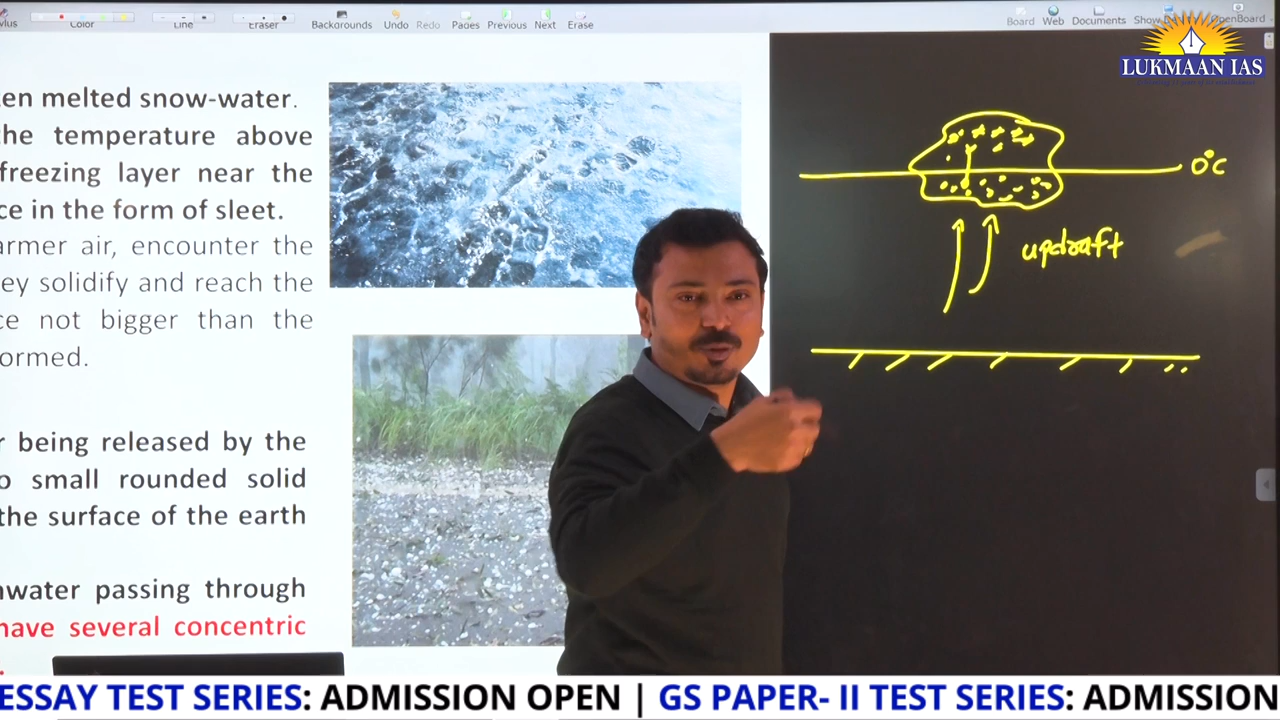 Color
Line
Eraser
Backgrounds
Undo
Redo
Pages
Previous
Next
Erase
Board
Web
Documents
Show
OpenBoard
LUKMAAN IAS
en melted snow-water.
he temperature above
freezing layer near the
ce in the form of sleet.
armer air, encounter the
ey solidify and reach the
ce not bigger than the
ormed.
r being released by the
o small rounded solid
the surface of the earth
nwater passing through
have several concentric
0°C
updraft
ESSAY TEST SERIES: ADMISSION OPEN | GS PAPER- II TEST SERIES: ADMISSION